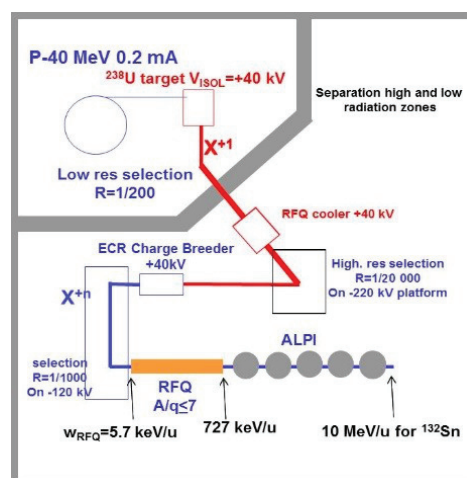 P-40 MeV 0.2 mA
²³⁸U target V_ISOL=+40 kV
Separation high and low
radiation zones
X⁺¹
Low res selection
R=1/200
RFQ cooler +40 kV
ECR Charge Breeder
+40kV
High. res selection
R=1/20 000
On -220 kV platform
X⁺ⁿ
ALPI
selection
R=1/1000
On -120 kV
RFQ
A/q≤7
w_RFQ=5.7 keV/u
727 keV/u
10 MeV/u for ¹³²Sn